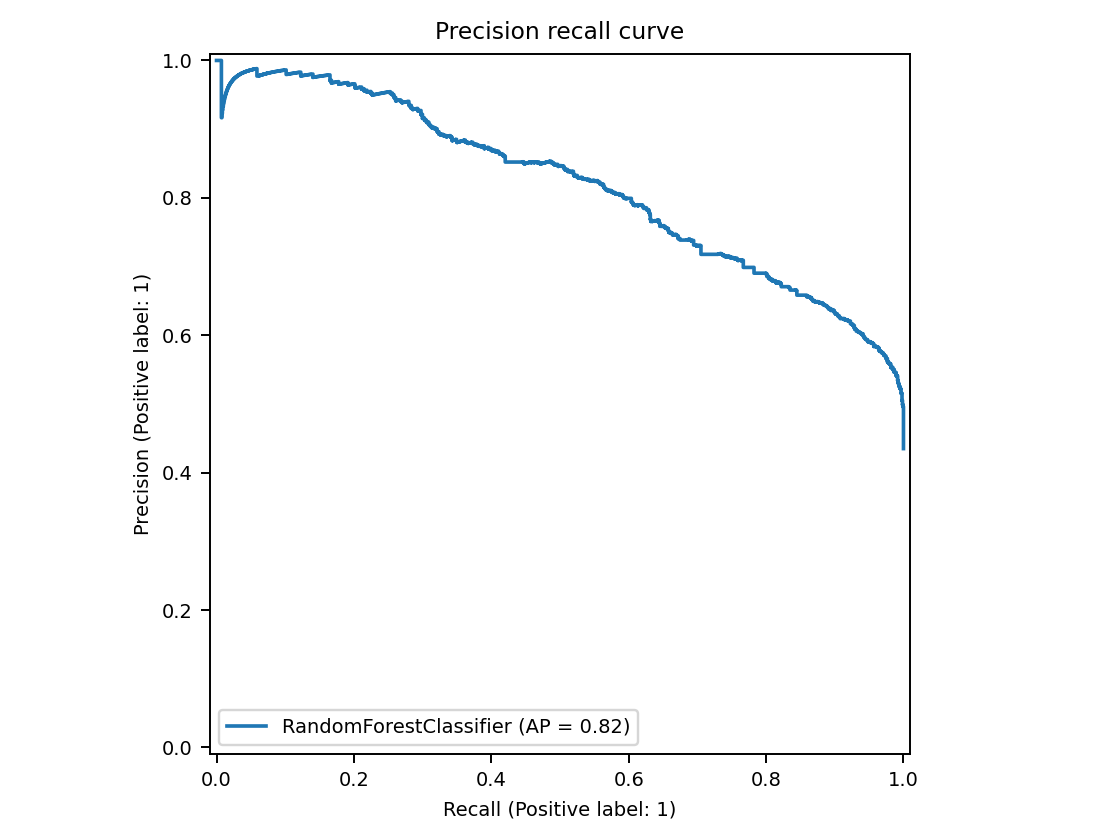 Precision recall curve
1.0
0.8
0.6
0.4
0.2
0.0
Precision (Positive label: 1)
RandomForestClassifier (AP = 0.82)
0.0 0.2 0.4 0.6 0.8 1.0
Recall (Positive label: 1)